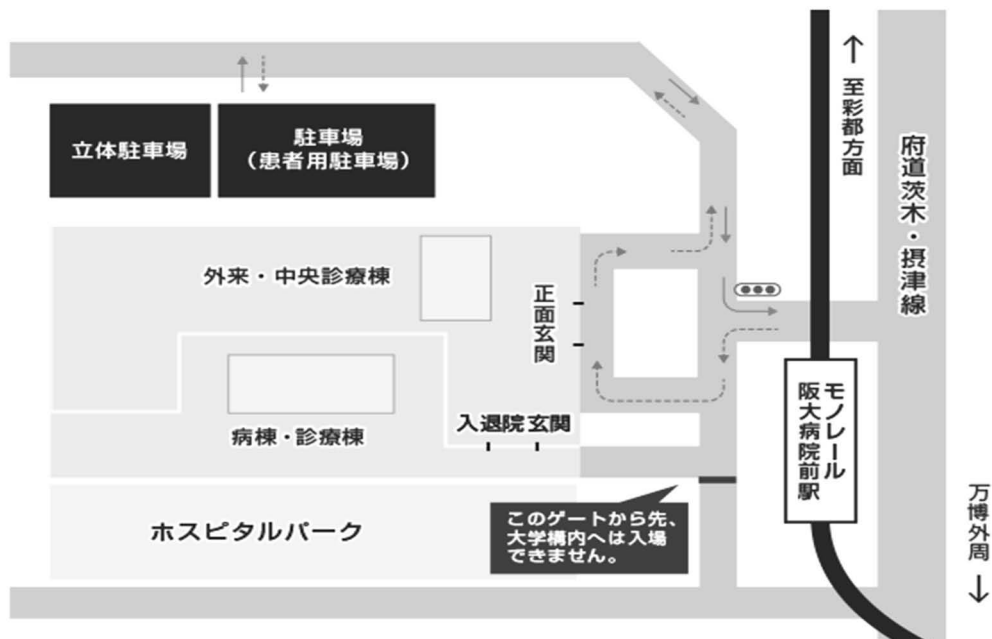 ↑
至彩都方面
府道茨木・摂津線
立体駐車場
駐車場
（患者用駐車場）
外来・中央診療棟
正面玄関
病棟・診療棟
入退院玄関
モノレール
阪大病院前駅
このゲートから先、
大学構内へは入場
できません。
ホスピタルパーク
万博外周
↓